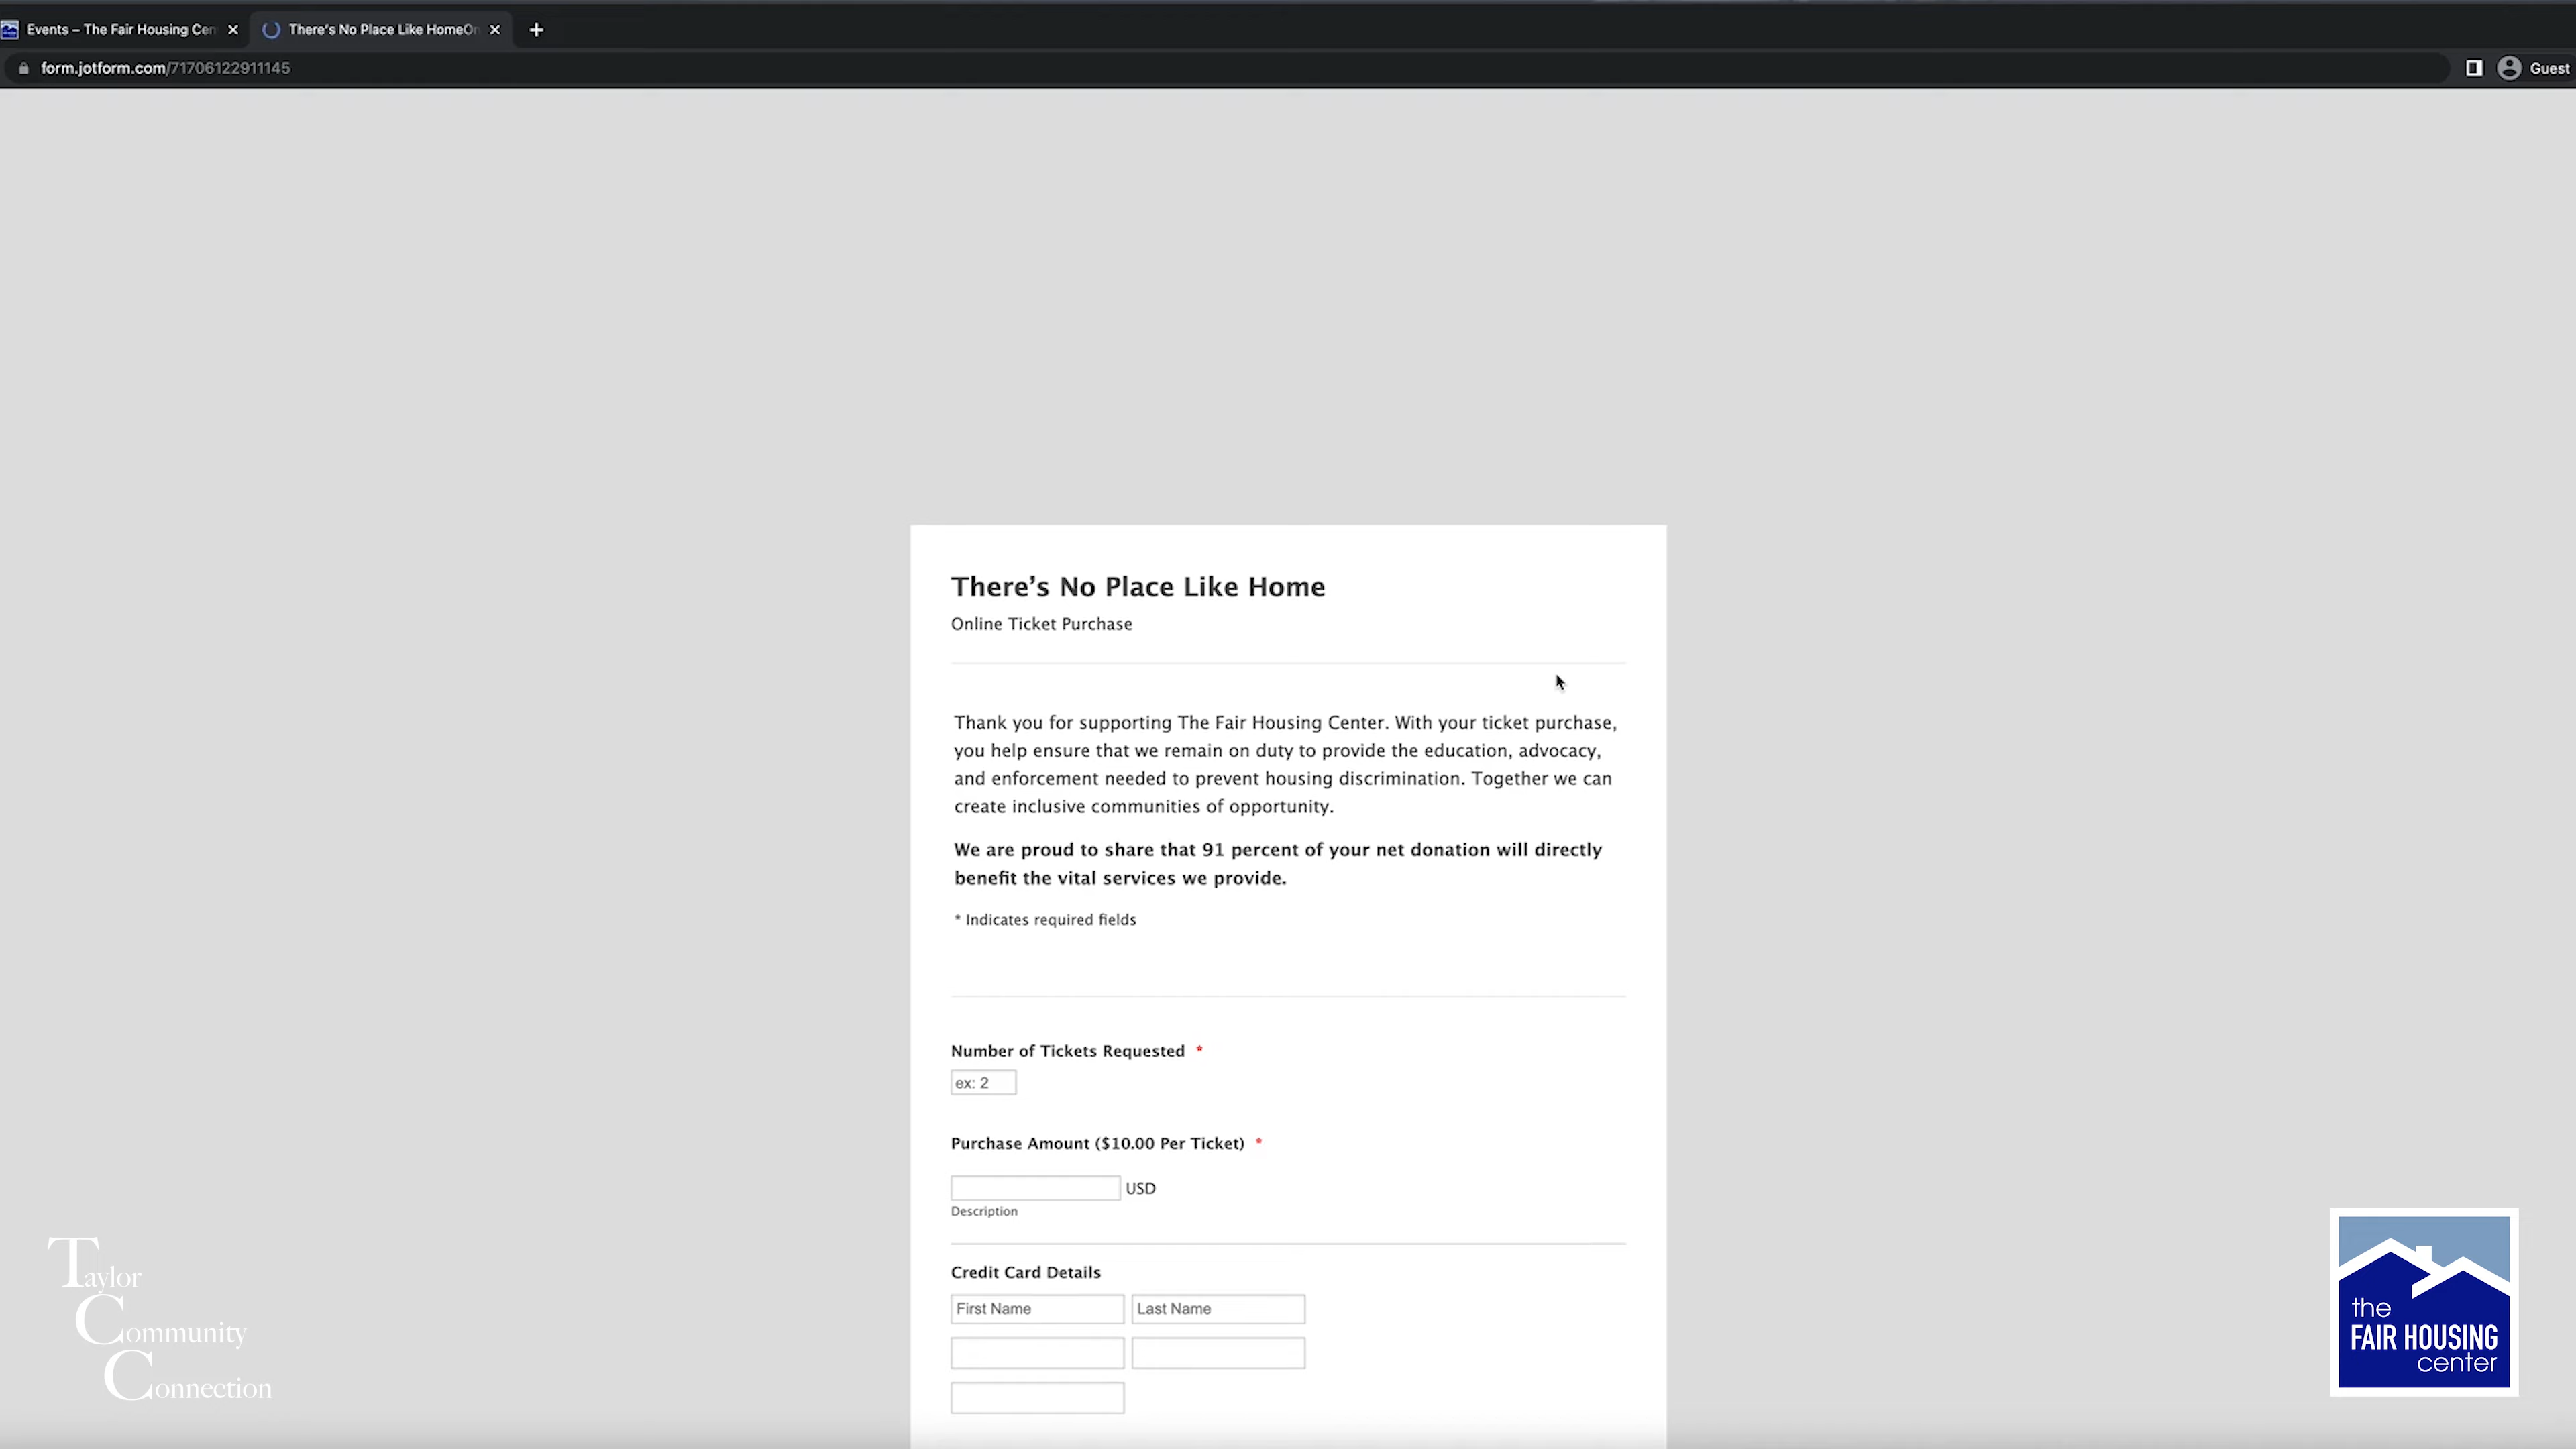 Events – The Fair Housing Cen
There's No Place Like HomeOn
form.jotform.com/71706122911145
Guest
There's No Place Like Home
Online Ticket Purchase
Thank you for supporting The Fair Housing Center. With your ticket purchase,
you help ensure that we remain on duty to provide the education, advocacy,
and enforcement needed to prevent housing discrimination. Together we can
create inclusive communities of opportunity.
We are proud to share that 91 percent of your net donation will directly
benefit the vital services we provide.
* Indicates required fields
Number of Tickets Requested *
ex: 2
Purchase Amount ($10.00 Per Ticket) *
USD
Description
Credit Card Details
First Name Last Name
Taylor
Community
Connection
the
FAIR HOUSING
center